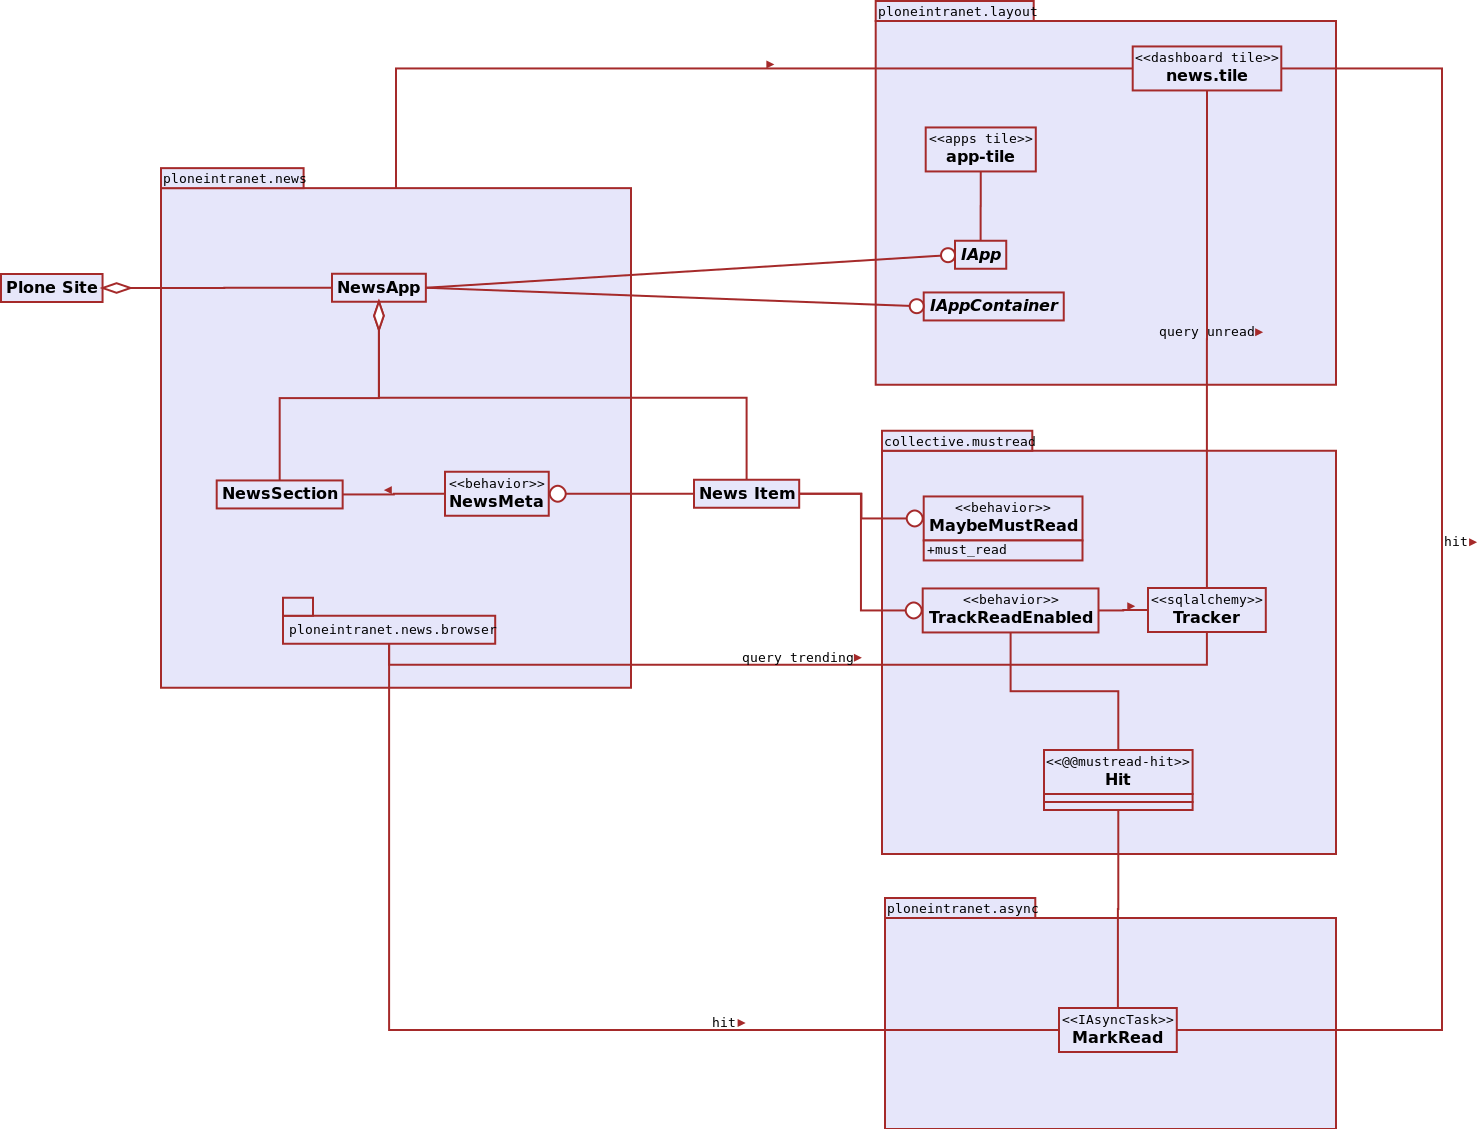 ploneintranet.layout
<<dashboard tile>>
news.tile
<<apps tile>>
app-tile
ploneintranet.news
IApp
Plone Site
NewsApp
IAppContainer
query unread
collective.mustread
<<behavior>>
NewsMeta
NewsSection
News Item
<<behavior>>
MaybeMustRead
+must_read
hit
<<behavior>>
TrackReadEnabled
<<sqlalchemy>>
Tracker
ploneintranet.news.browser
query trending
<<@@mustread-hit>>
Hit
ploneintranet.async
hit
<<IAsyncTask>>
MarkRead